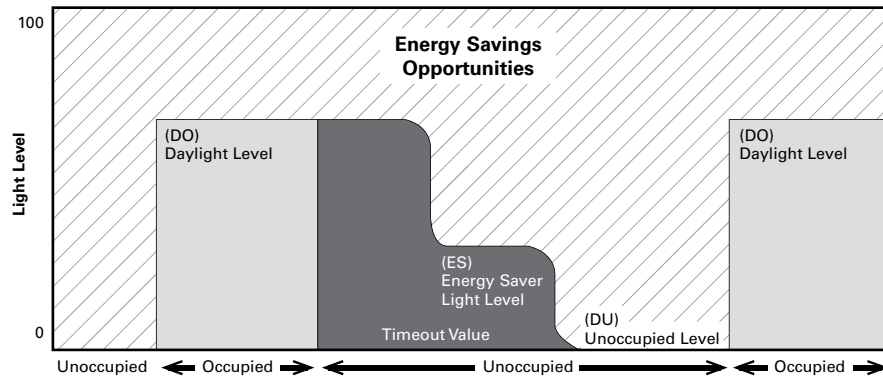 100
Energy Savings
Opportunities
(DO)
Daylight Level
(DO)
Daylight Level
Light Level
(ES)
Energy Saver
Light Level
(DU)
Unoccupied Level
Timeout Value
0
Unoccupied
Occupied
Unoccupied
Occupied